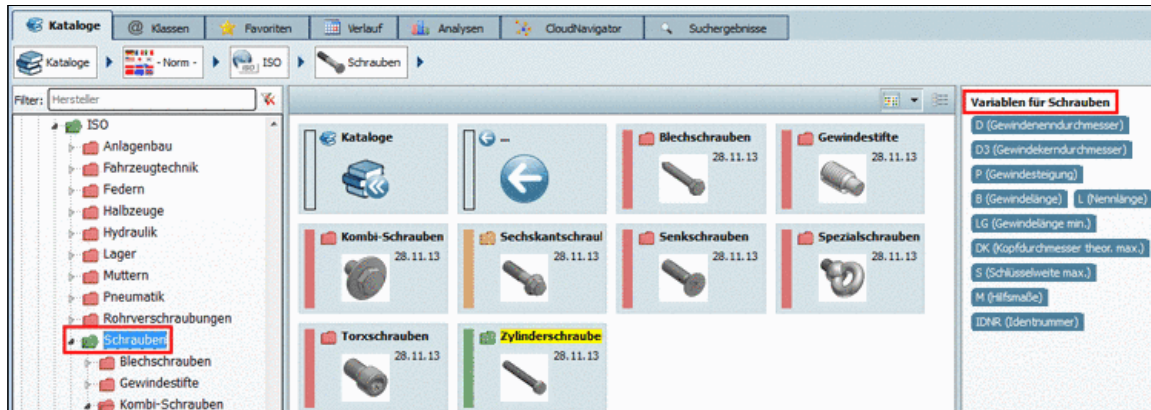 Kataloge Klassen Favoriten Verlauf Analysen CloudNavigator Suchergebnisse
Kataloge - Norm - ISO Schrauben
Filter: Hersteller
ISO
Anlagenbau
Fahrzeugtechnik
Federn
Halbzeuge
Hydraulik
Lager
Muttern
Pneumatik
Rohrverschraubungen
Schrauben
Blechschrauben
Gewindestifte
Kombi-Schrauben
Kataloge
...
Blechschrauben
28.11.13
Gewindestifte
28.11.13
Kombi-Schrauben
28.11.13
Sechskantschraul
28.11.13
Senkschrauben
28.11.13
Spezialschrauben
28.11.13
Torxschrauben
28.11.13
Zylinderschraube
28.11.13
Variablen für Schrauben
D (Gewindenenndurchmesser)
D3 (Gewindekerndurchmesser)
P (Gewindesteigung)
B (Gewindelänge) L (Nennlänge)
LG (Gewindelänge min.)
DK (Kopfdurchmesser theor. max.)
S (Schlüsselweite max.)
M (Hilfsmaße)
IDNR (Identnummer)